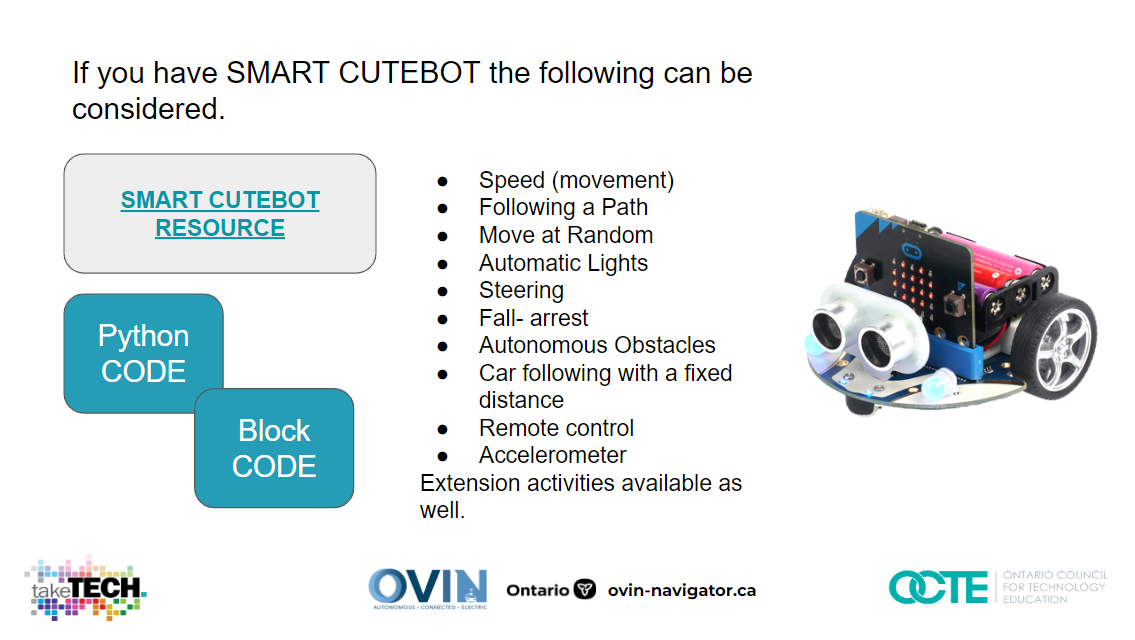 If you have SMART CUTEBOT the following can be
considered.
SMART CUTEBOT
RESOURCE
Python
CODE
Block
CODE
● Speed (movement)
● Following a Path
● Move at Random
● Automatic Lights
● Steering
● Fall- arrest
● Autonomous Obstacles
● Car following with a fixed
distance
● Remote control
● Accelerometer
Extension activities available as
well.
takeTECH.
OVIN
AUTONOMOUS • CONNECTED • ELECTRIC
Ontario
ovin-navigator.ca
OCTE
ONTARIO COUNCIL
FOR TECHNOLOGY
EDUCATION